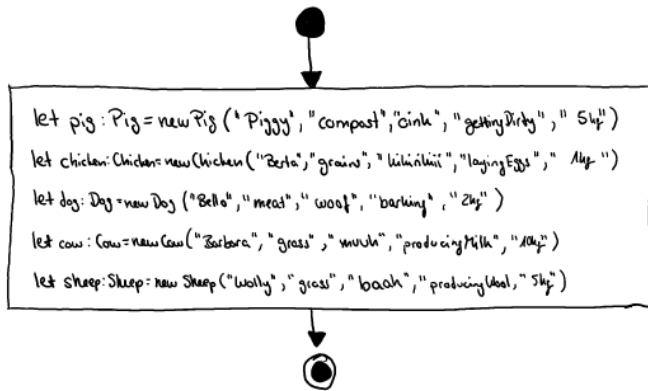 let pig: Pig = new Pig ("Piggy", "compost", "oink", "gettingDirty", "5kg")
let chicken: Chicken = new Chicken ("Berta", "grains", "kikirikiii", "layingEggs", "1kg")
let dog: Dog = new Dog ("Bello", "meat", "woof", "barking", "2kg")
let cow: Cow = new Cow ("Barbara", "grass", "muuh", "producingMilk", "10kg")
let sheep: Sheep = new Sheep ("Wolly", "grass", "baah", "producingWool, "5kg")